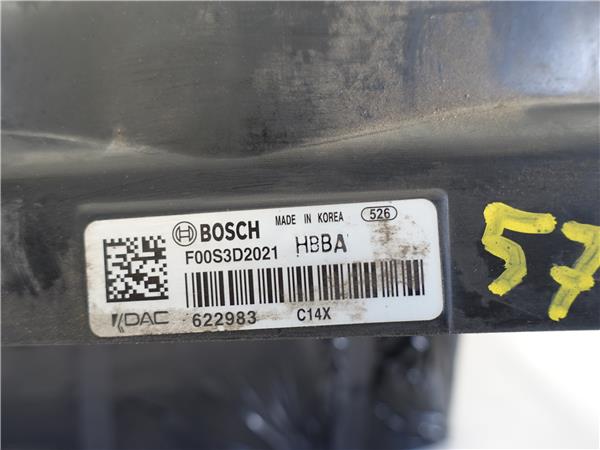 BOSCH MADE IN KOREA 526
F00S3D2021 HBBA
DAC 622983 C14X
57